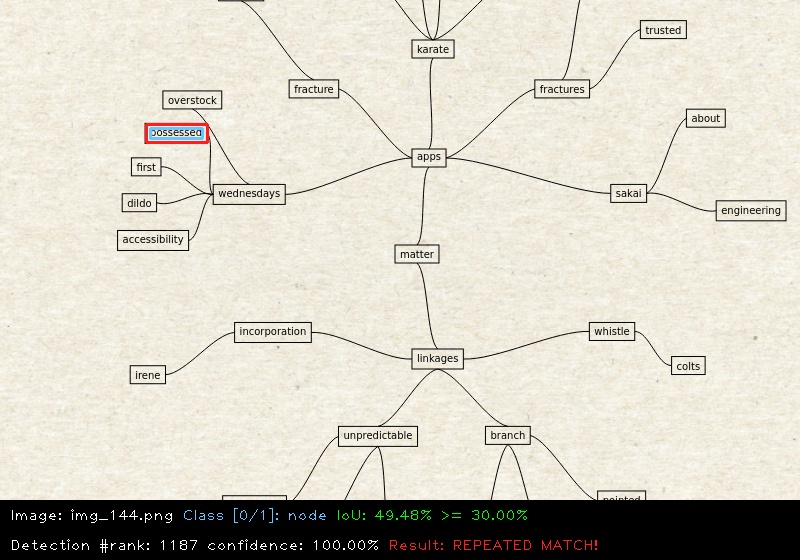 karate
trusted
fracture
fractures
overstock
about
possessed
apps
first
wednesdays
sakai
dildo
engineering
accessibility
matter
incorporation
whistle
linkages
colts
irene
unpredictable
branch
pointed
Image: img_144.png Class [0/1]: node IoU: 49.48% >= 30.00%
Detection #rank: 1187 confidence: 100.00% Result: REPEATED MATCH!